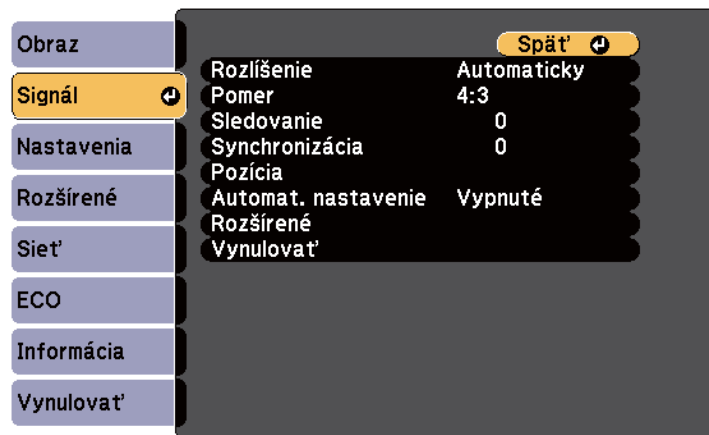 Obraz
Signál
Nastavenia
Rozšírené
Sieť
ECO
Informácia
Vynulovať
Späť
Rozlíšenie Automaticky
Pomer 4:3
Sledovanie 0
Synchronizácia 0
Pozícia
Automat. nastavenie Vypnuté
Rozšírené
Vynulovať